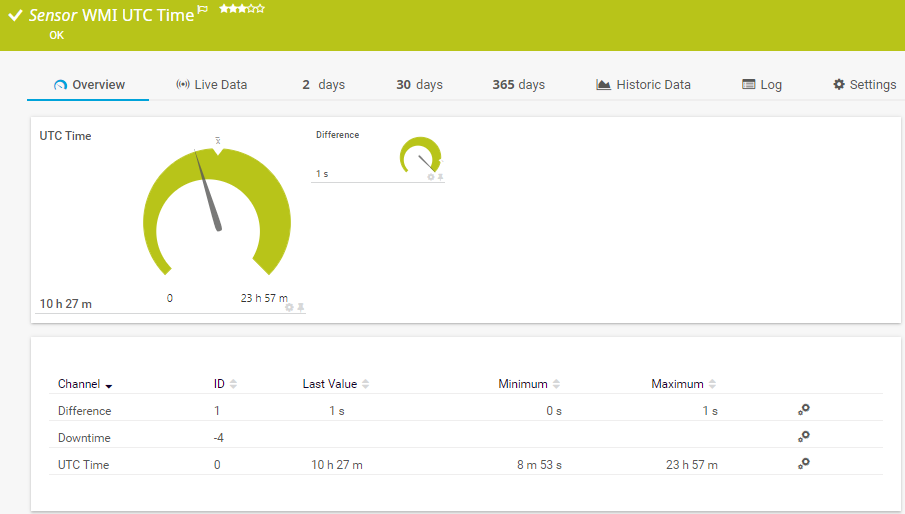 Sensor WMI UTC Time
OK
Overview Live Data 2 days 30 days 365 days Historic Data Log Settings
UTC Time
x̄
Difference
1 s
0 23 h 57 m
10 h 27 m
Channel ID Last Value Minimum Maximum
Difference 1 1 s 0 s 1 s
Downtime -4
UTC Time 0 10 h 27 m 8 m 53 s 23 h 57 m